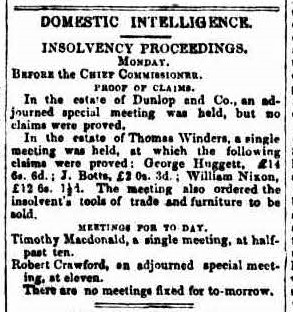 DOMESTIC INTELLIGENCE.
INSOLVENCY PROCEEDINGS.
MONDAY.
BEFORE the CHIEF COMMISSIONER.
PROOF OF CLAIMS.
In the estate of Dunlop and Co., an ad-
journed special meeting was held, but no
claims were proved.
In the estate of Thomas Winders, a single
meeting was held, at which the following
claims were proved: George Huggett, £14
6s. 6d.; J. Botts, £3 0s. 3d.; William Nixon,
£12 6s. 1½d. The meeting also ordered the
insolvent's tools of trade and furniture to be
sold.
MEETINGS FOR TO-DAY.
Timothy Macdonald, a single meeting, at half-
past ten.
Robert Crawford, an adjourned special meet-
ing, at eleven.
There are no meetings fixed for to-morrow.